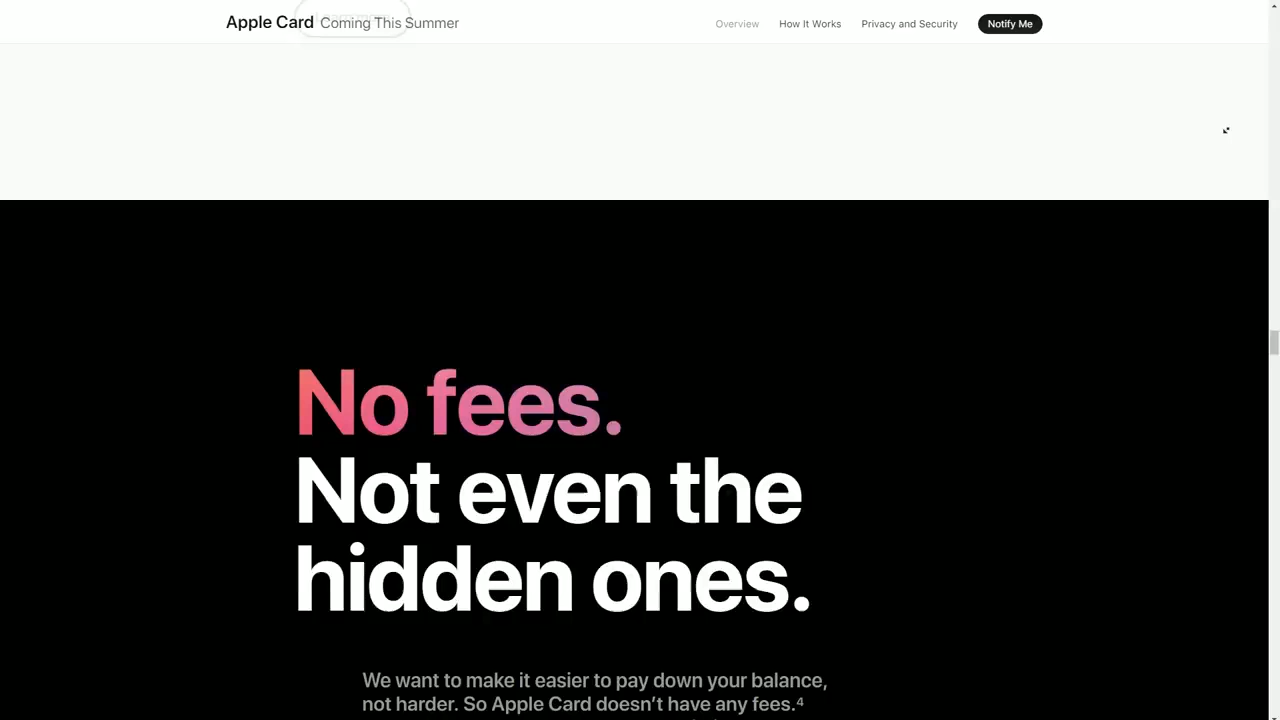 Apple Card Coming This Summer
Overview How It Works Privacy and Security Notify Me
No fees.
Not even the
hidden ones.
We want to make it easier to pay down your balance,
not harder. So Apple Card doesn’t have any fees.⁴